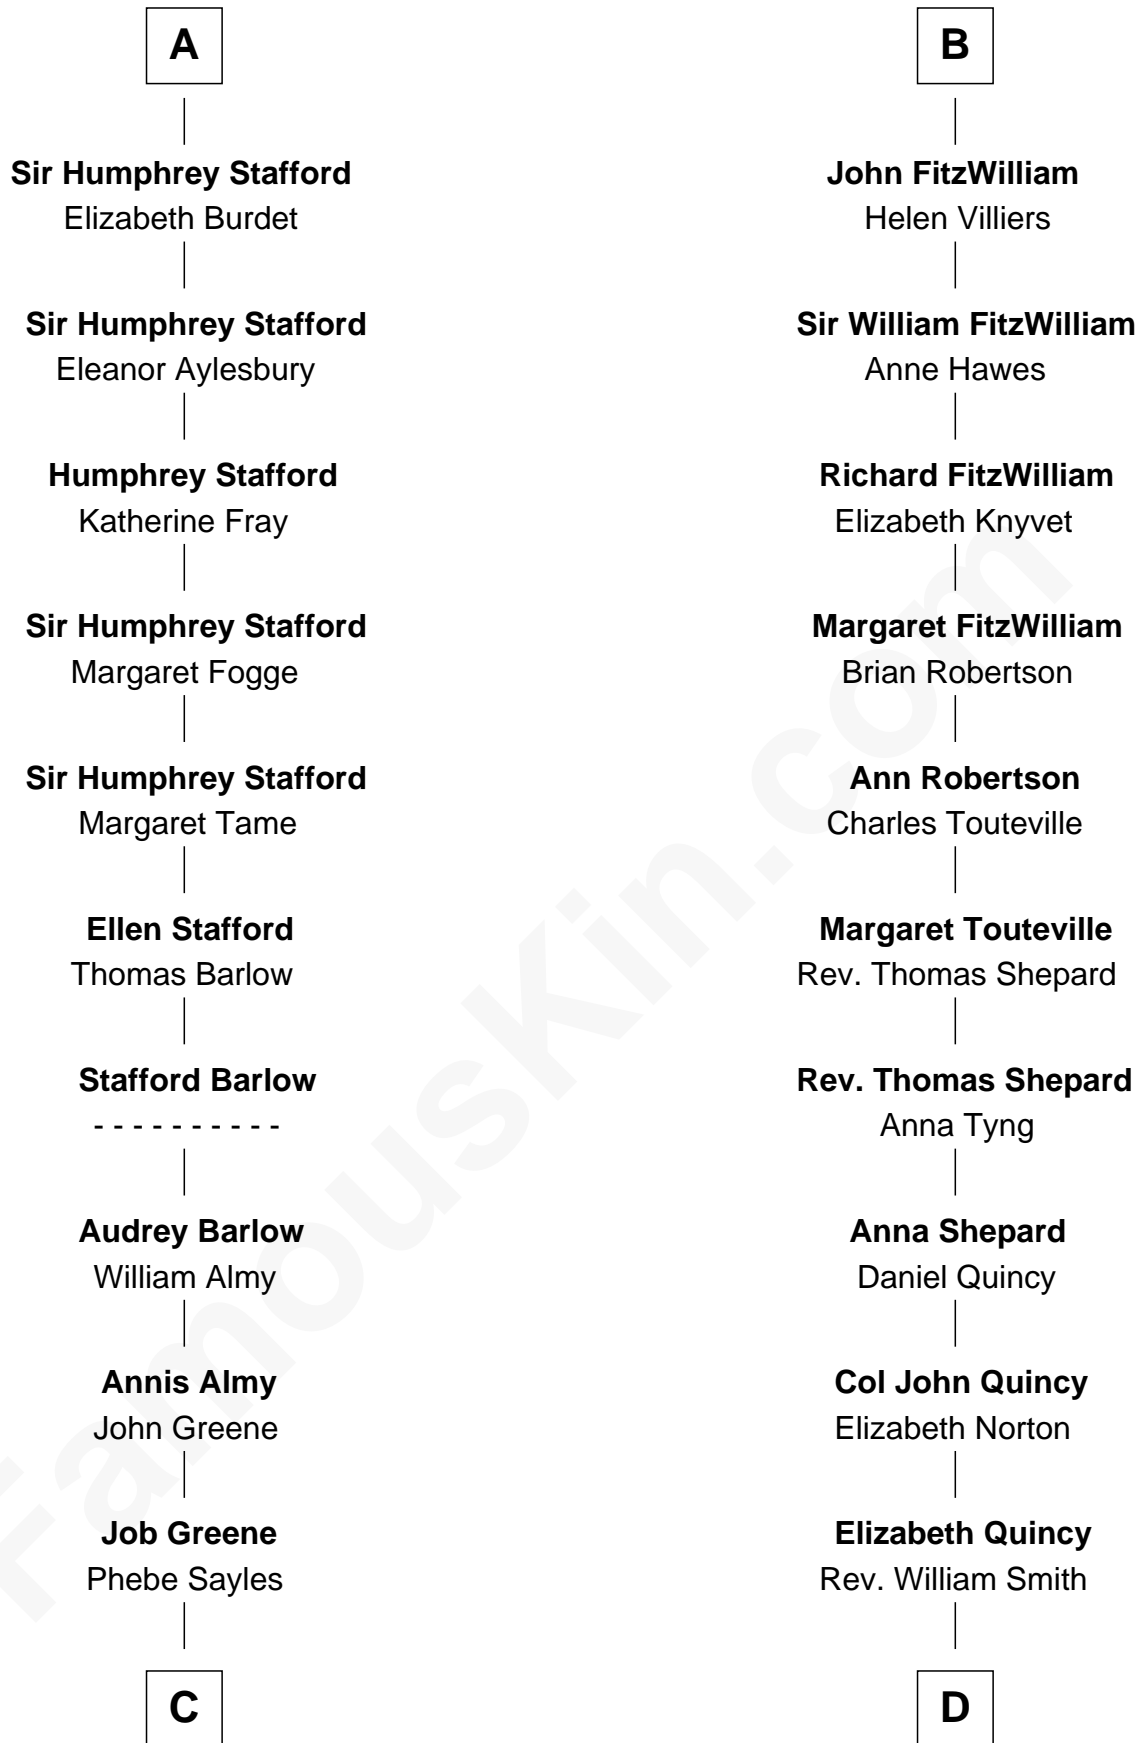 A
Sir Humphrey Stafford
Elizabeth Burdet
Sir Humphrey Stafford
Eleanor Aylesbury
Humphrey Stafford
Katherine Fray
Sir Humphrey Stafford
Margaret Fogge
Sir Humphrey Stafford
Margaret Tame
Ellen Stafford
Thomas Barlow
Stafford Barlow
- - - - - - - - - -
Audrey Barlow
William Almy
Annis Almy
John Greene
Job Greene
Phebe Sayles
C
B
John FitzWilliam
Helen Villiers
Sir William FitzWilliam
Anne Hawes
Richard FitzWilliam
Elizabeth Knyvet
Margaret FitzWilliam
Brian Robertson
Ann Robertson
Charles Touteville
Margaret Touteville
Rev. Thomas Shepard
Rev. Thomas Shepard
Anna Tyng
Anna Shepard
Daniel Quincy
Col John Quincy
Elizabeth Norton
Elizabeth Quincy
Rev. William Smith
D
FamousKin.com